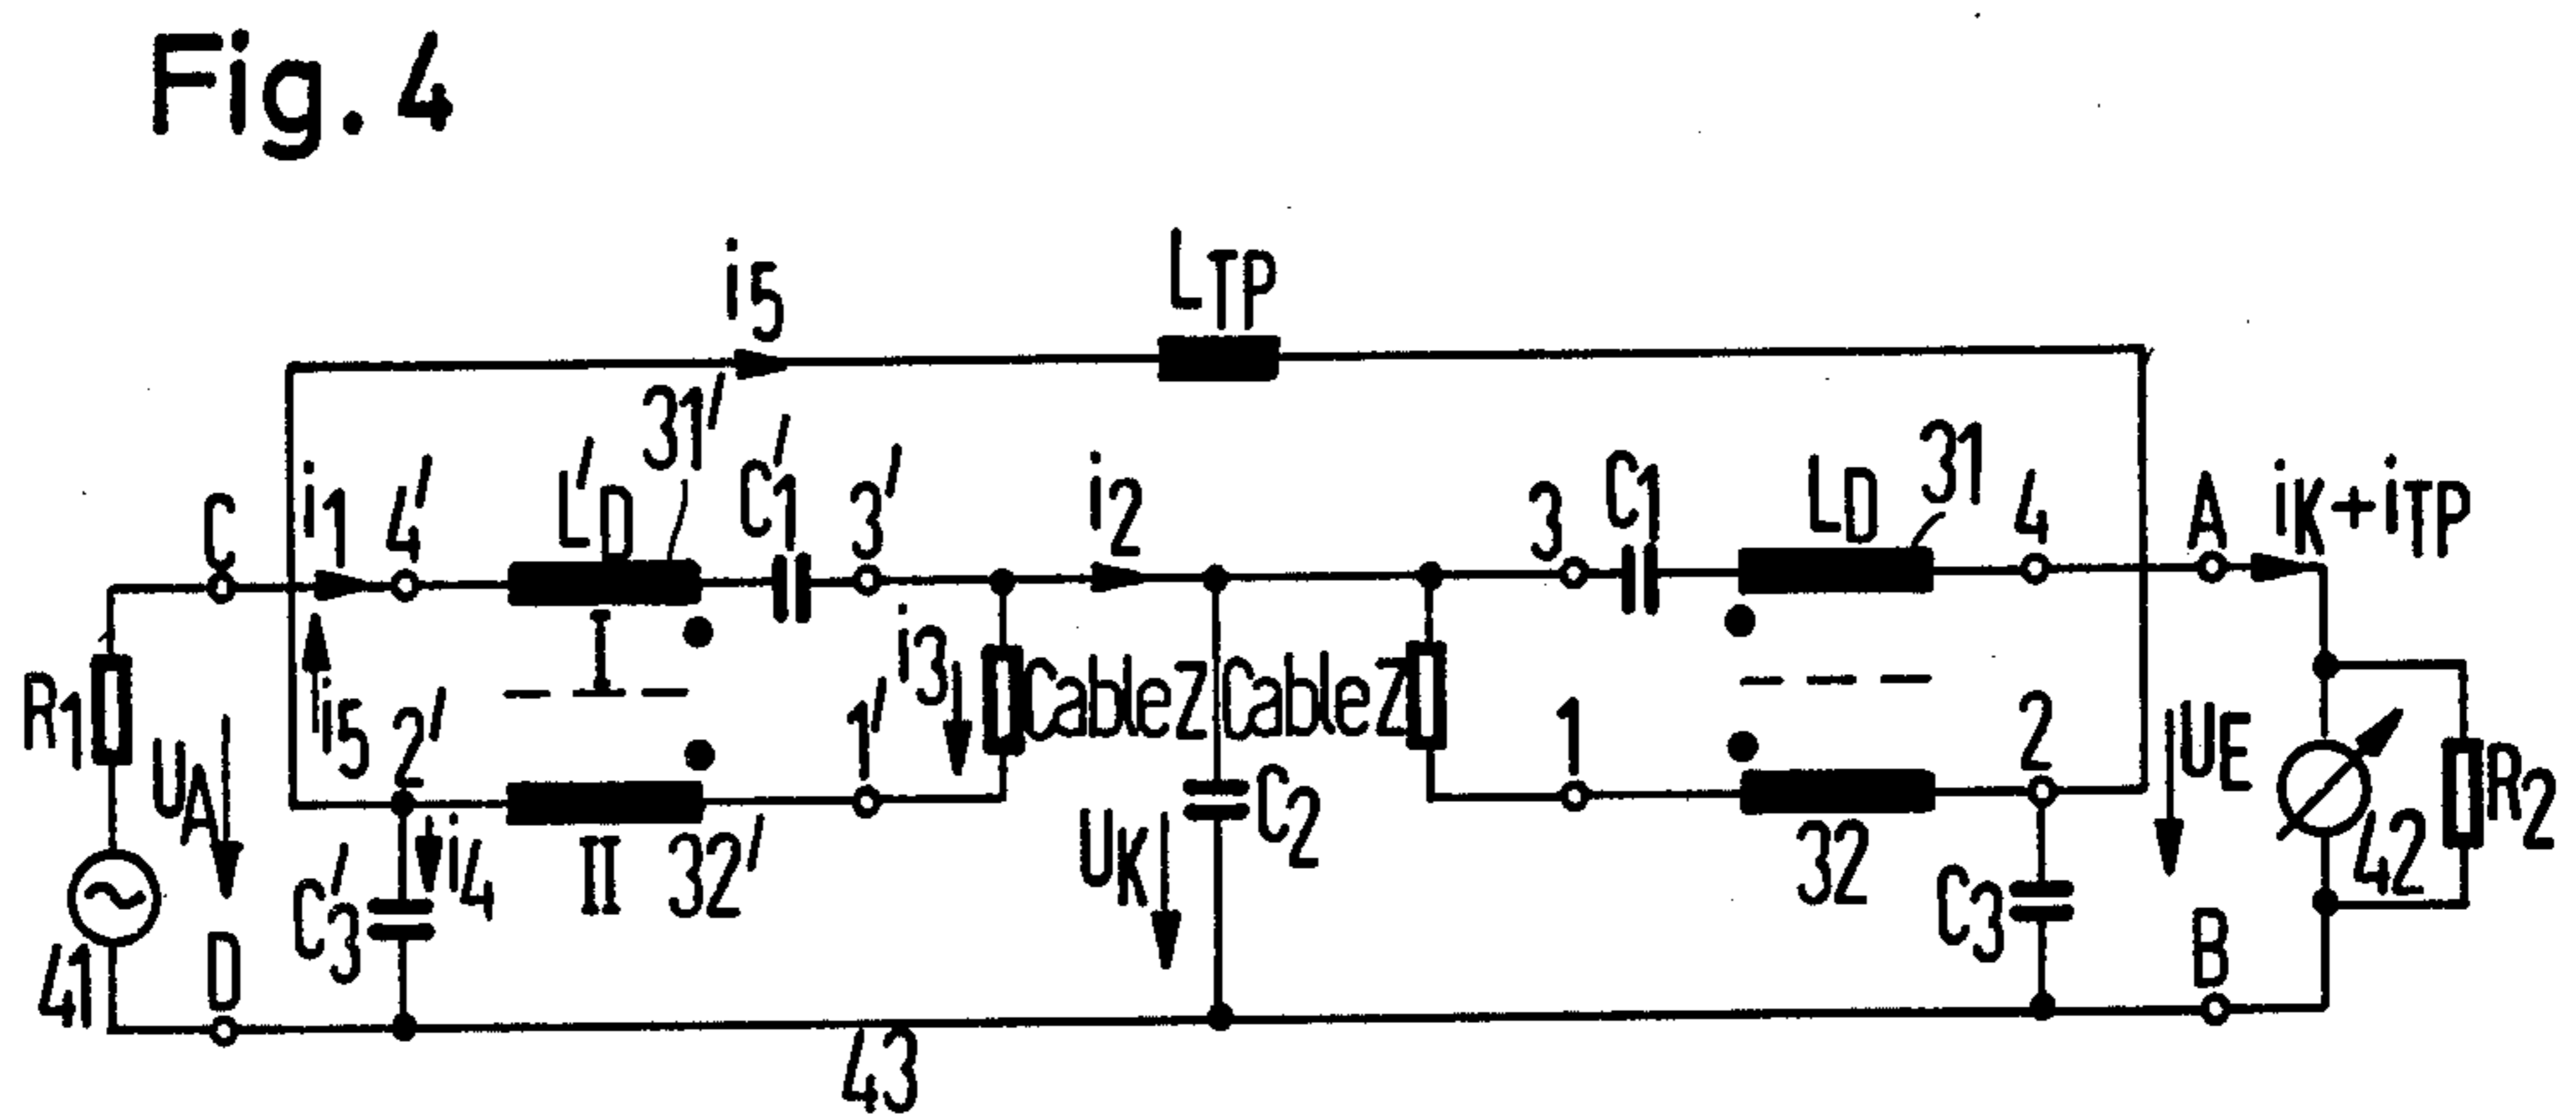 Fig. 4
i5 LTP
31'
C i1 4' L'D C'1 3' i2 3 C1 LD 31 4 A iK+iTP
I
R1 UA i5 2' 1' i3 CableZ CableZ 1 2 UE R2
C'3 i4 II 32' UK C2 32 C3 42
41 D B
43